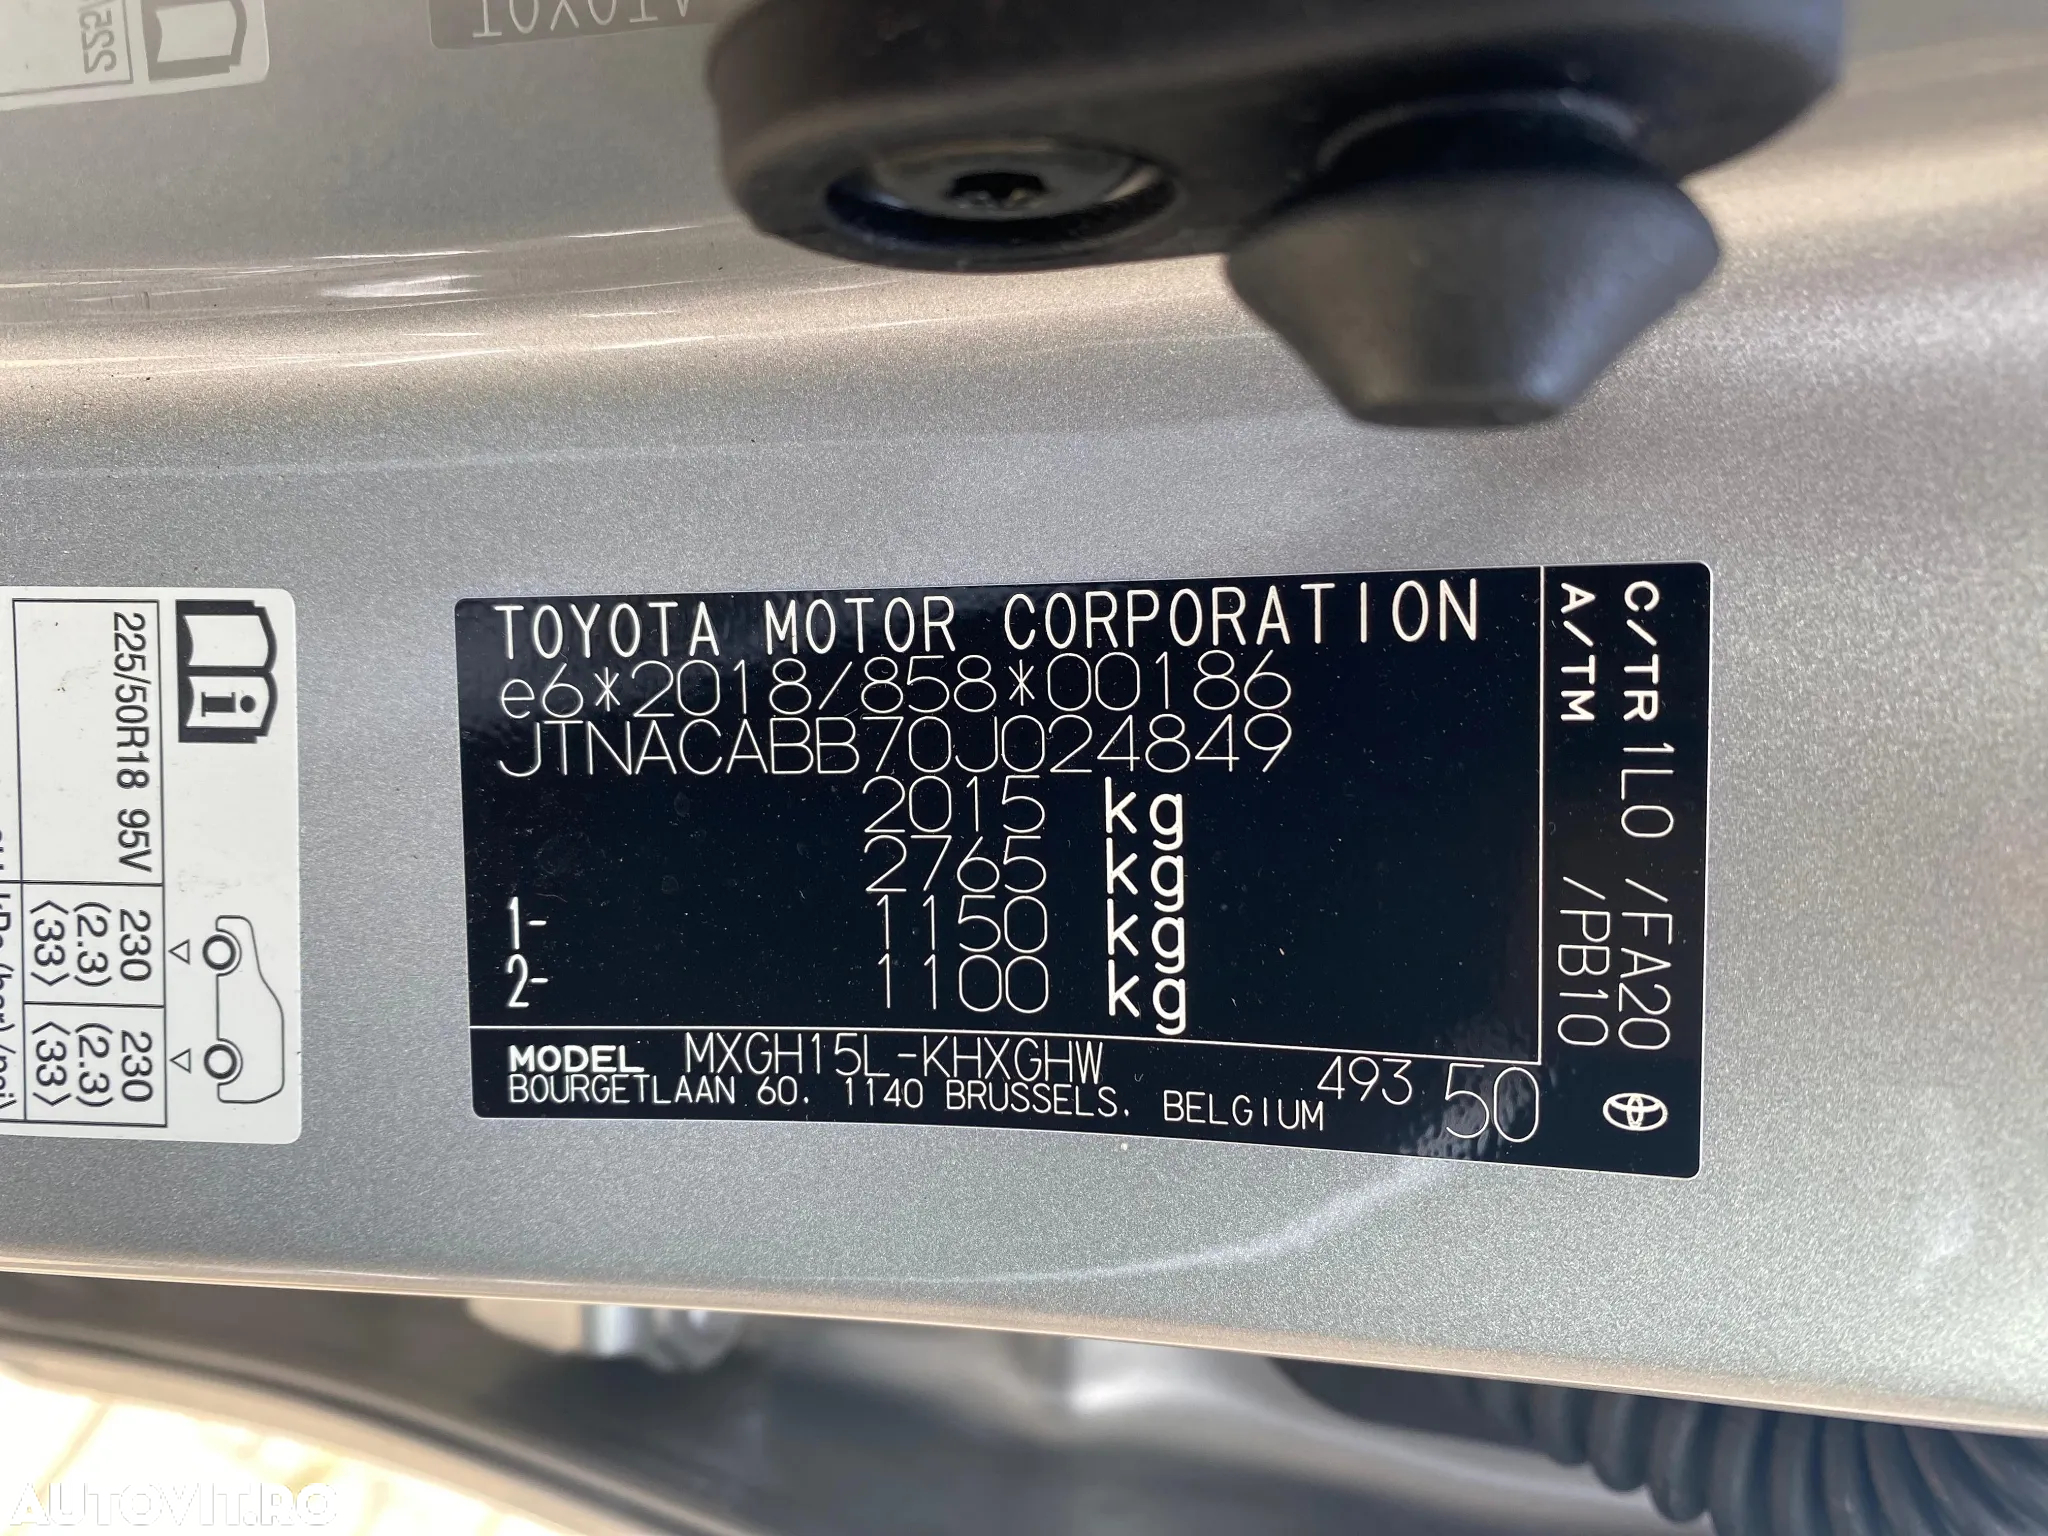 TOYOTA
225/50R18 95V
230
(2.3)
⟨33⟩
230
(2.3)
⟨33⟩
TOYOTA MOTOR CORPORATION
e6*2018/858*00186
JTNACABB70J024849
2015 kg
2765 kg
1- 1150 kg
2- 1100 kg
MODEL MXGH15L-KHXGHW
BOURGETLAAN 60, 1140 BRUSSELS, BELGIUM
493 50
C/TR 1L0 /FA20
A/TM /PB10
AUTOVIT.RO